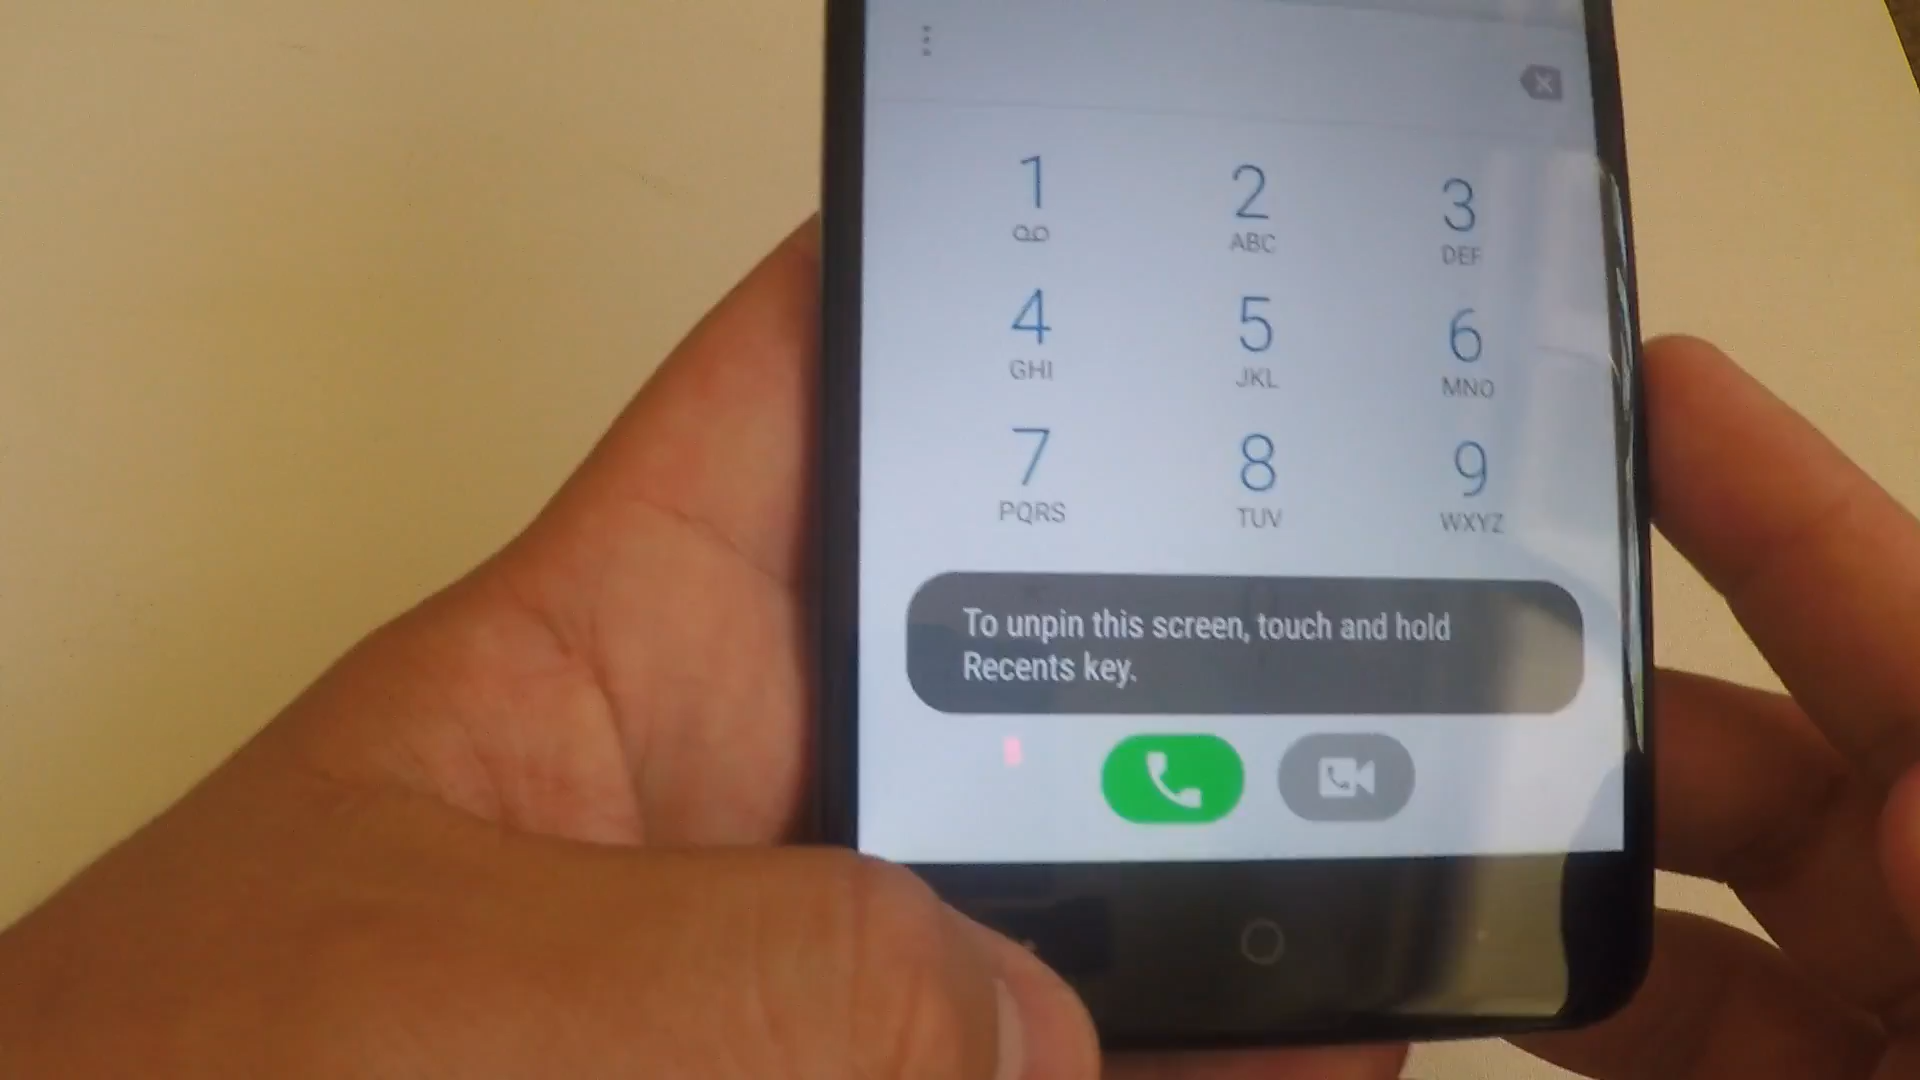 1 2 3
ABC DEF
4 5 6
GHI JKL MNO
7 8 9
PQRS TUV WXYZ
To unpin this screen, touch and hold
Recents key.